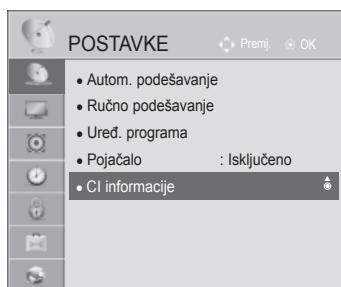 POSTAVKE Premj. OK
• Autom. podešavanje
• Ručno podešavanje
• Uređ. programa
• Pojačalo : Isključeno
• CI informacije